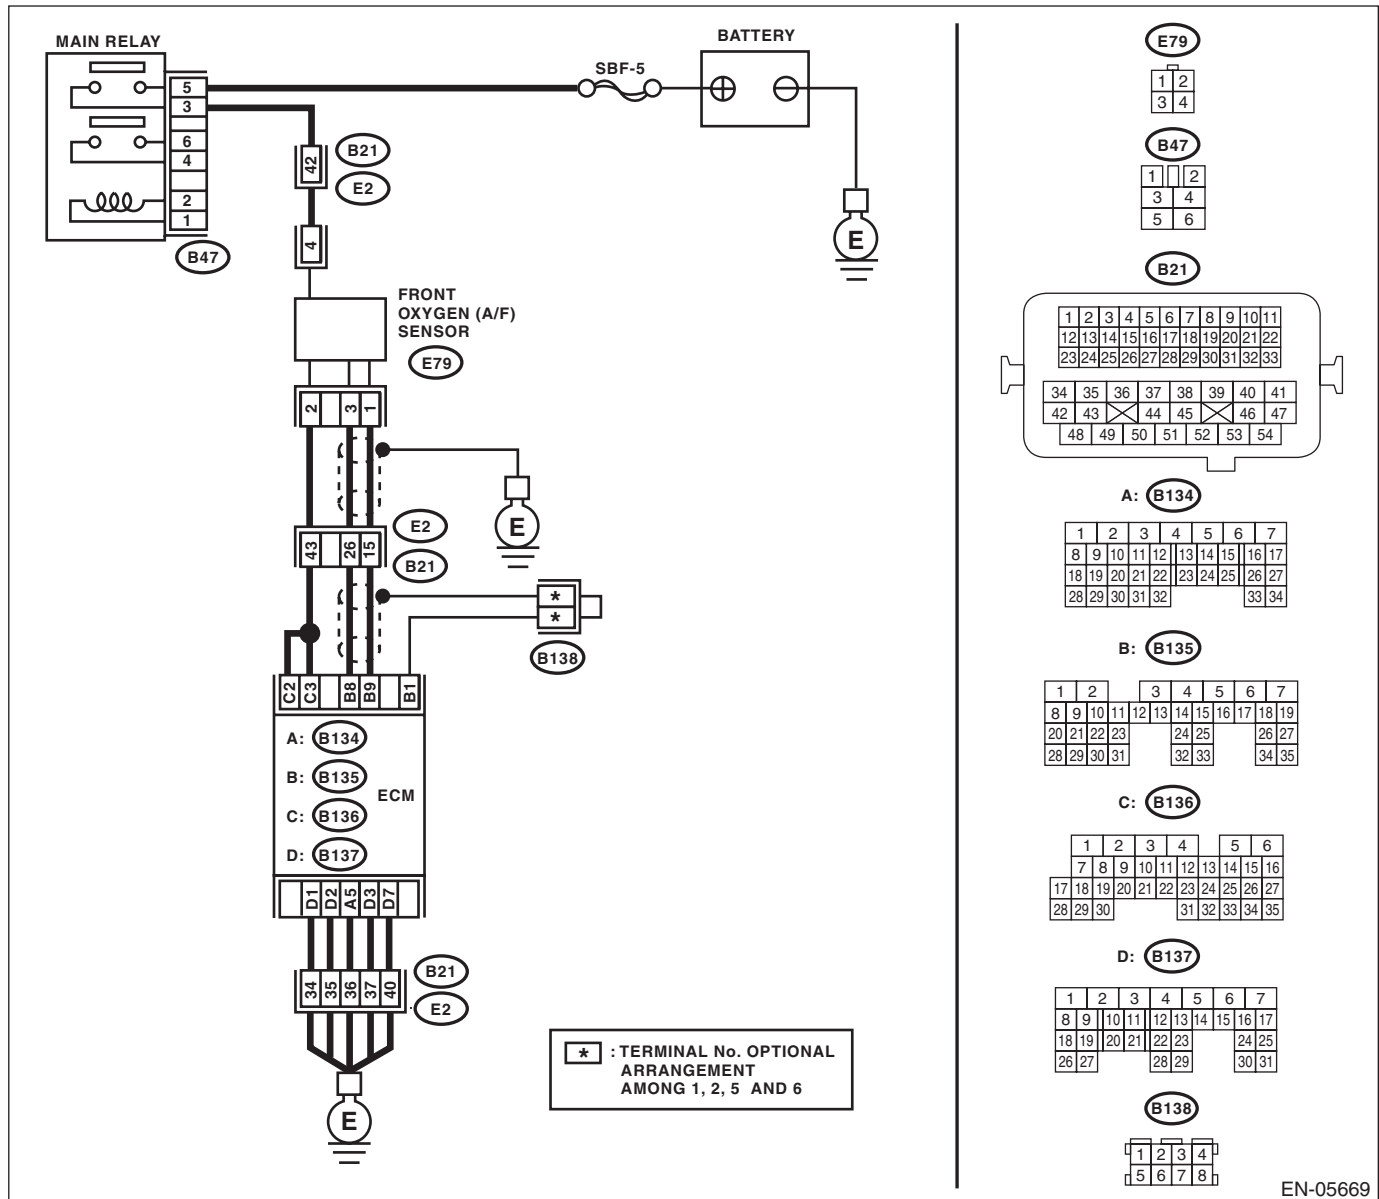 MAIN RELAY
5
3
6
4
2
1
B47
SBF-5
BATTERY
E
42
B21
E2
4
FRONT
OXYGEN (A/F)
SENSOR
E79
2 3 1
E
E2
43 26 15
B21
*
*
B138
C2 C3 B8 B9 B1
A: B134
B: B135
ECM
C: B136
D: B137
D1 D2 A5 D3 D7
B21
34 35 36 37 40
E2
E
* : TERMINAL No. OPTIONAL
ARRANGEMENT
AMONG 1, 2, 5 AND 6
E79
1 2
3 4
B47
1 2
3 4
5 6
B21
1 2 3 4 5 6 7 8 9 10 11
12 13 14 15 16 17 18 19 20 21 22
23 24 25 26 27 28 29 30 31 32 33
34 35 36 37 38 39 40 41
42 43 44 45 46 47
48 49 50 51 52 53 54
A: B134
1 2 3 4 5 6 7
8 9 10 11 12 13 14 15 16 17
18 19 20 21 22 23 24 25 26 27
28 29 30 31 32 33 34
B: B135
1 2 3 4 5 6 7
8 9 10 11 12 13 14 15 16 17 18 19
20 21 22 23 24 25 26 27
28 29 30 31 32 33 34 35
C: B136
1 2 3 4 5 6
7 8 9 10 11 12 13 14 15 16
17 18 19 20 21 22 23 24 25 26 27
28 29 30 31 32 33 34 35
D: B137
1 2 3 4 5 6 7
8 9 10 11 12 13 14 15 16 17
18 19 20 21 22 23 24 25
26 27 28 29 30 31
B138
1 2 3 4
5 6 7 8
EN-05669